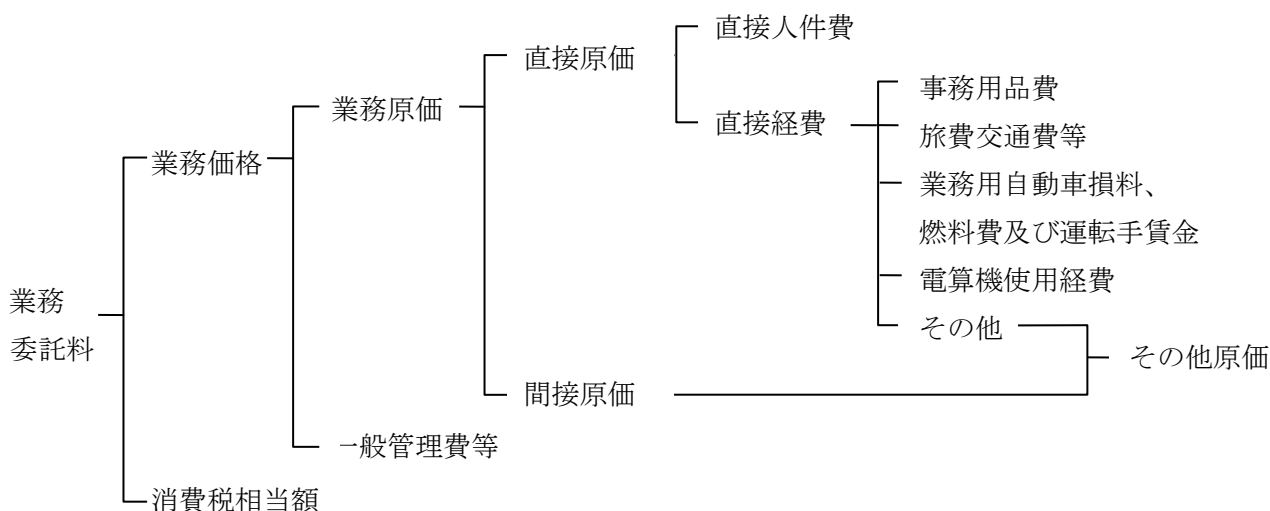 直接人件費
直接原価
事務用品費
業務原価
直接経費
旅費交通費等
業務価格
業務用自動車損料、
燃料費及び運転手賃金
電算機使用経費
業務
委託料
その他
その他原価
間接原価
一般管理費等
消費税相当額